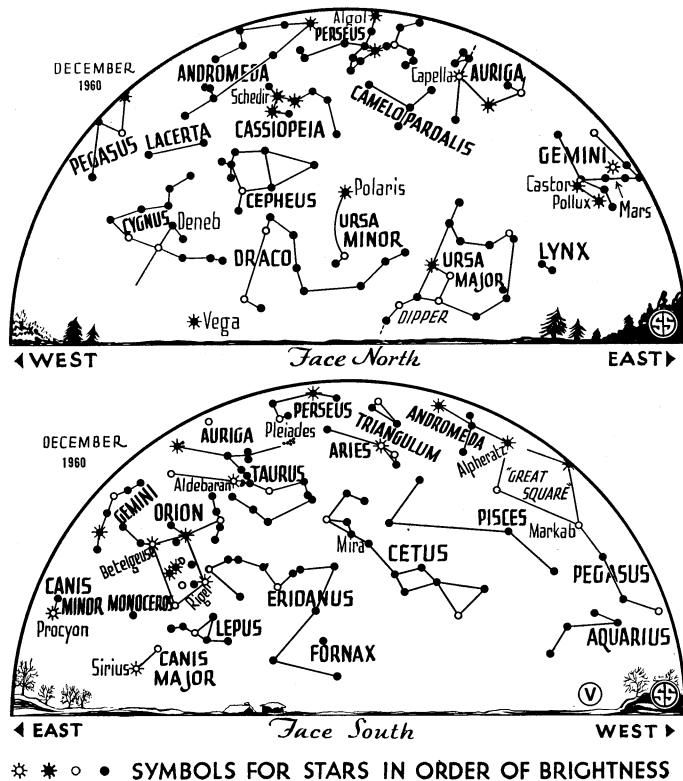 Algol
PERSEUS
DECEMBER
1960
ANDROMEDA
Capella
AURIGA
Schedir
CAMELOPARDALIS
CASSIOPEIA
PEGASUS
LACERTA
GEMINI
Castor
Pollux
Mars
Polaris
CEPHEUS
CYGNUS
Deneb
URSA
MINOR
DRACO
URSA
MAJOR
LYNX
DIPPER
Vega
WEST
Face North
EAST
DECEMBER
1960
PERSEUS
Pleiades
AURIGA
TRIANGULUM
ANDROMEDA
ARIES
Alpheratz
TAURUS
Aldebaran
"GREAT
SQUARE"
GEMINI
ORION
PISCES
Markab
Betelgeuse
Mira
CETUS
PEGASUS
CANIS
MINOR
MONOCEROS
Rigel
ERIDANUS
Procyon
LEPUS
AQUARIUS
Sirius
CANIS
MAJOR
FORNAX
V
EAST
Face South
WEST
SYMBOLS FOR STARS IN ORDER OF BRIGHTNESS